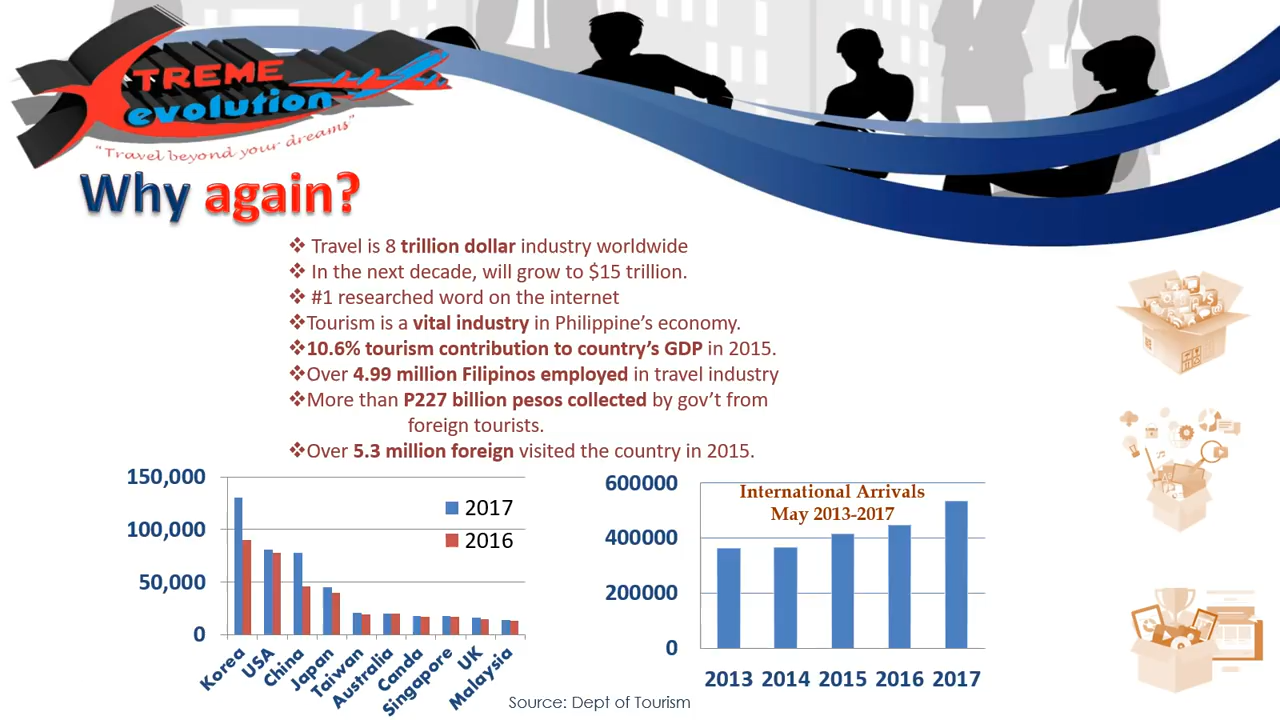 XTREME
evolution
"Travel beyond your dreams"
Why again?
❖ Travel is 8 trillion dollar industry worldwide
❖ In the next decade, will grow to $15 trillion.
❖ #1 researched word on the internet
❖Tourism is a vital industry in Philippine's economy.
❖10.6% tourism contribution to country's GDP in 2015.
❖Over 4.99 million Filipinos employed in travel industry
❖More than P227 billion pesos collected by gov't from
foreign tourists.
❖Over 5.3 million foreign visited the country in 2015.
150,000
100,000
50,000
0
2017
2016
Korea
USA
China
Japan
Taiwan
Australia
Canda
Singapore
UK
Malaysia
International Arrivals
May 2013-2017
600000
400000
200000
0
2013 2014 2015 2016 2017
Source: Dept of Tourism